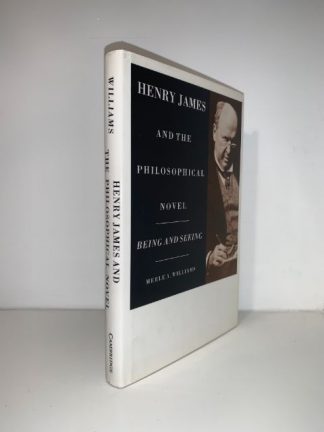 WILLIAMS
HENRY JAMES AND
THE PHILOSOPHICAL NOVEL
CAMBRIDGE
HENRY JAMES
AND THE
PHILOSOPHICAL
NOVEL
BEING AND SEEING
MERLE A. WILLIAMS